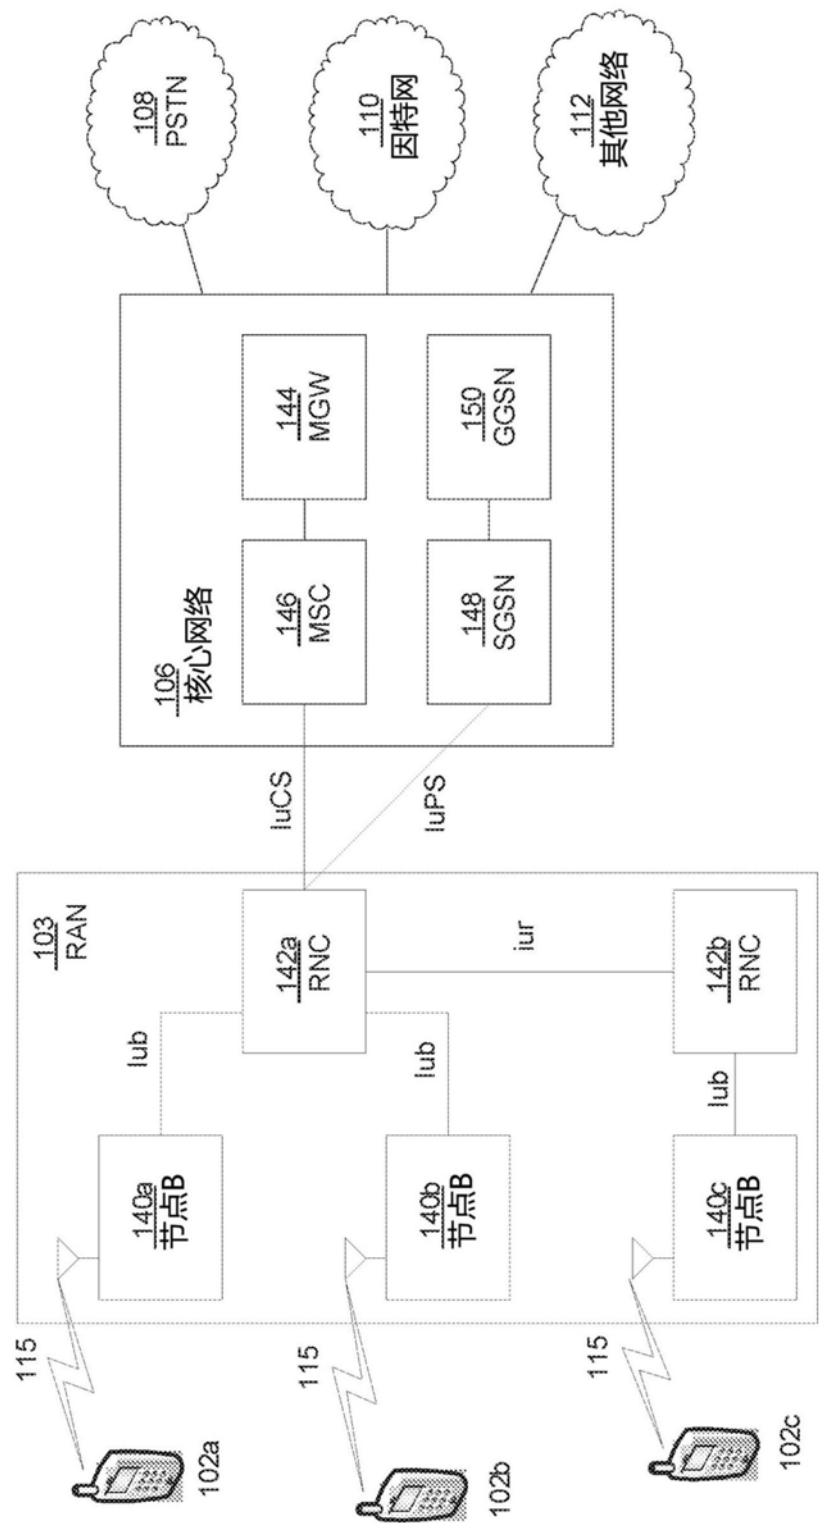 115
102a
115
102b
115
102c
103
RAN
140a
节点B
140b
节点B
140c
节点B
Iub
Iub
Iub
142a
RNC
142b
RNC
iur
IuCS
IuPS
106
核心网络
146
MSC
144
MGW
148
SGSN
150
GGSN
108
PSTN
110
因特网
112
其他网络